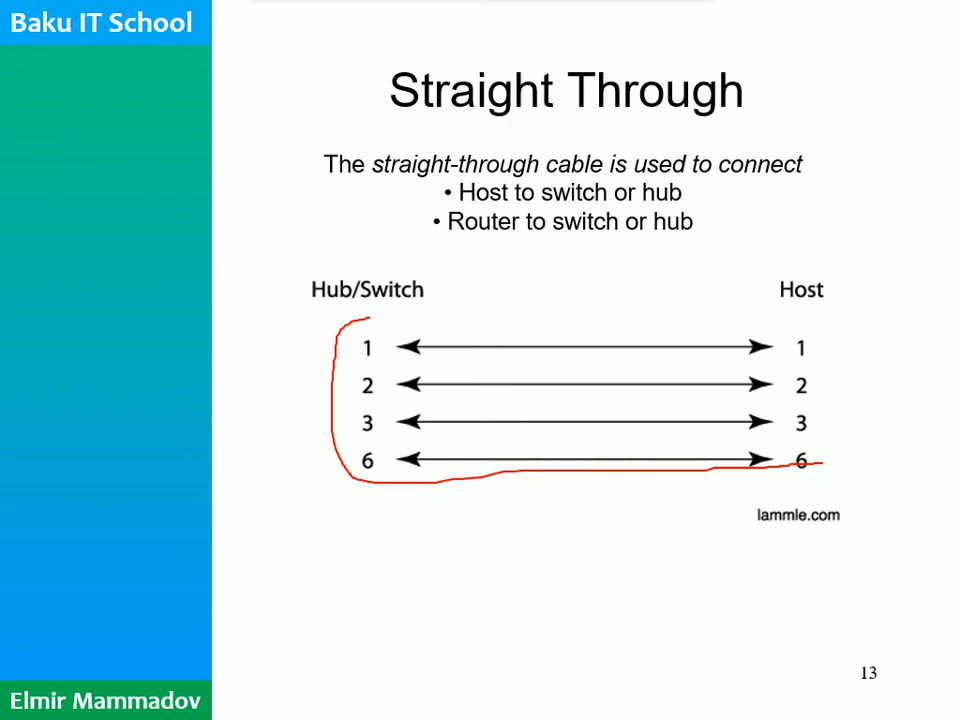 Baku IT School
Straight Through
The straight-through cable is used to connect
• Host to switch or hub
• Router to switch or hub
Hub/Switch Host
1 1
2 2
3 3
6 6
lammle.com
13
Elmir Mammadov